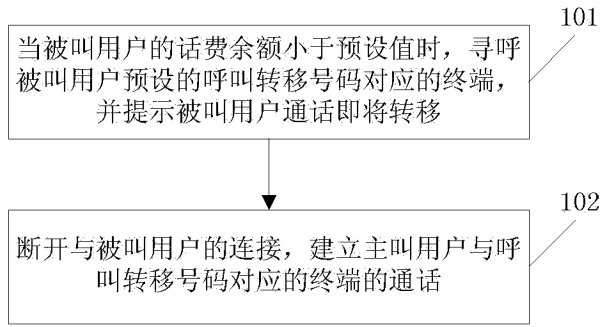 101
当被叫用户的话费余额小于预设值时，寻呼
被叫用户预设的呼叫转移号码对应的终端，
并提示被叫用户通话即将转移
102
断开与被叫用户的连接，建立主叫用户与呼
叫转移号码对应的终端的通话